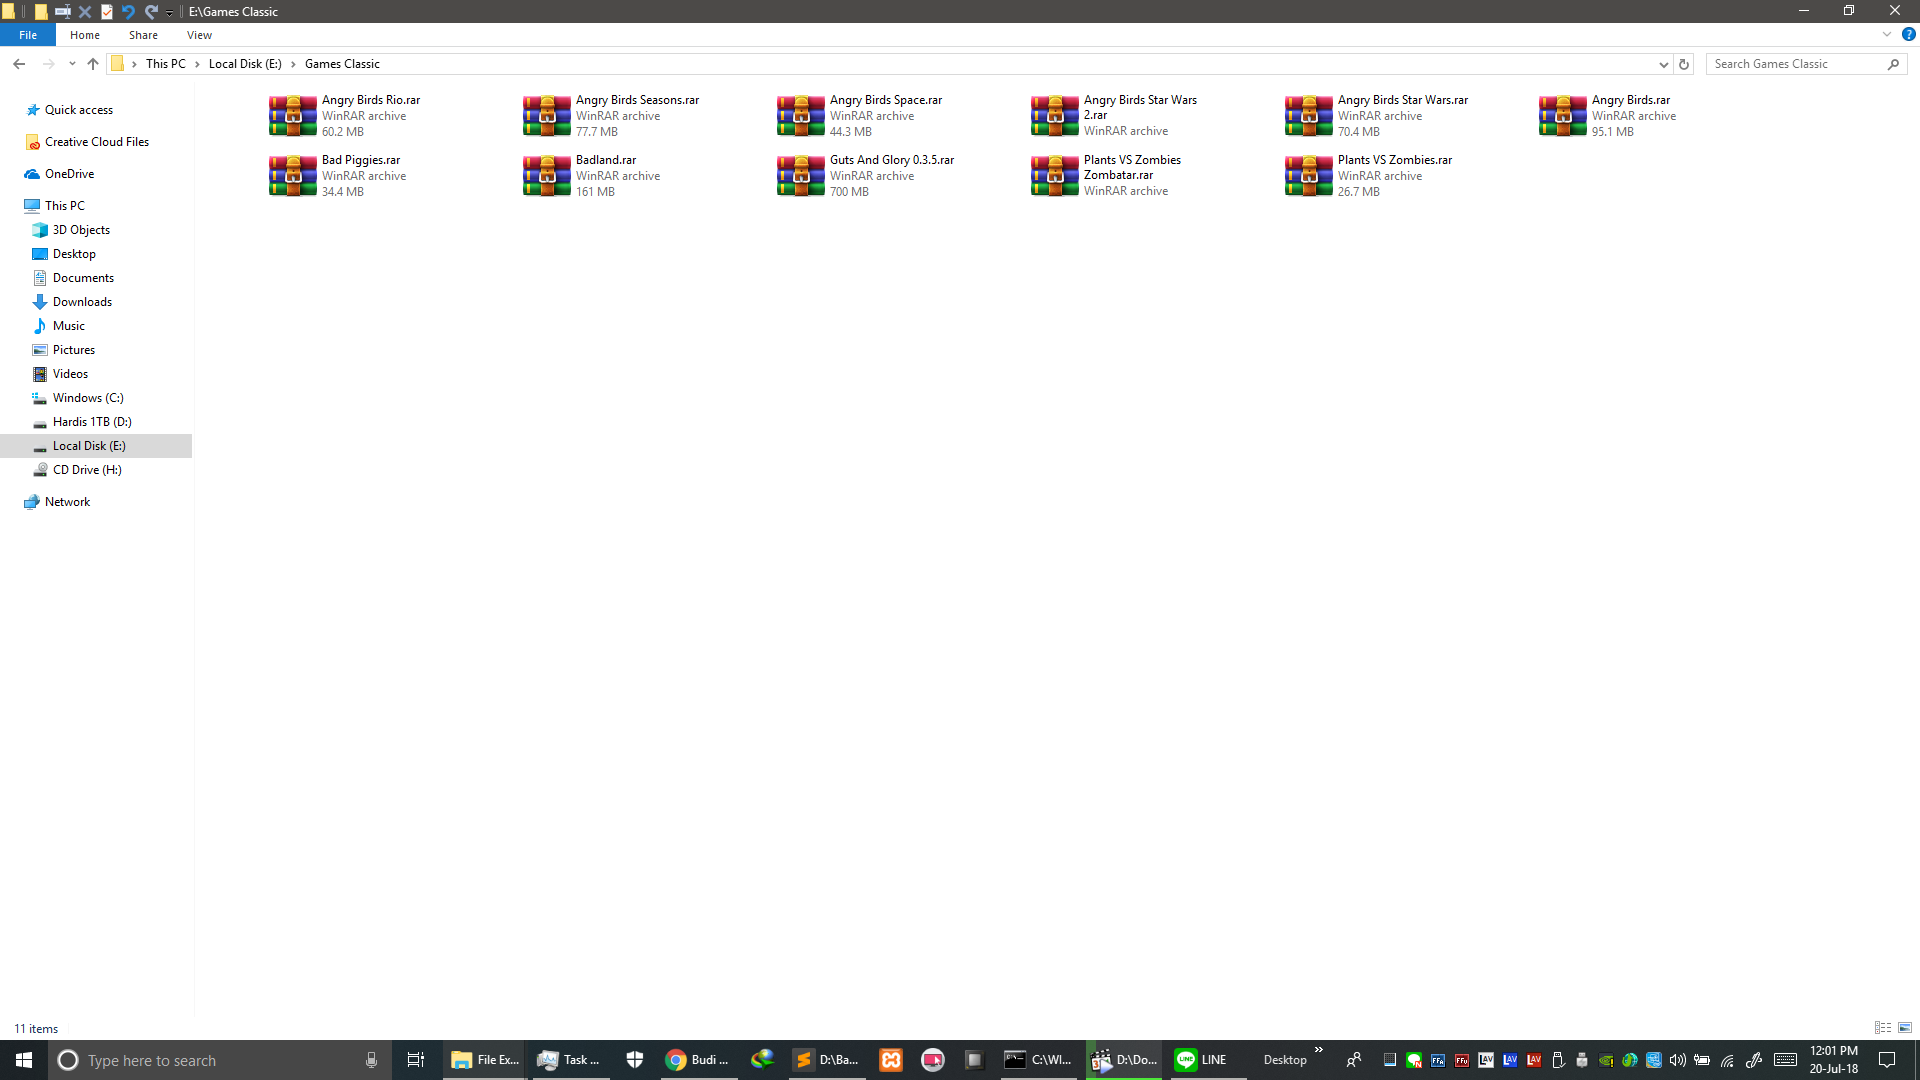 E:\Games Classic
File Home Share View
This PC Local Disk (E:) Games Classic
Search Games Classic
Quick access
Creative Cloud Files
OneDrive
This PC
3D Objects
Desktop
Documents
Downloads
Music
Pictures
Videos
Windows (C:)
Hardis 1TB (D:)
Local Disk (E:)
CD Drive (H:)
Network
Angry Birds Rio.rar
WinRAR archive
60.2 MB
Angry Birds Seasons.rar
WinRAR archive
77.7 MB
Angry Birds Space.rar
WinRAR archive
44.3 MB
Angry Birds Star Wars
2.rar
WinRAR archive
Angry Birds Star Wars.rar
WinRAR archive
70.4 MB
Angry Birds.rar
WinRAR archive
95.1 MB
Bad Piggies.rar
WinRAR archive
34.4 MB
Badland.rar
WinRAR archive
161 MB
Guts And Glory 0.3.5.rar
WinRAR archive
700 MB
Plants VS Zombies
Zombatar.rar
WinRAR archive
Plants VS Zombies.rar
WinRAR archive
26.7 MB
11 items
Type here to search
File Ex...
Task ...
Budi ...
D:\Ba...
C:\WI...
D:\Do...
LINE
Desktop
12:01 PM
20-Jul-18